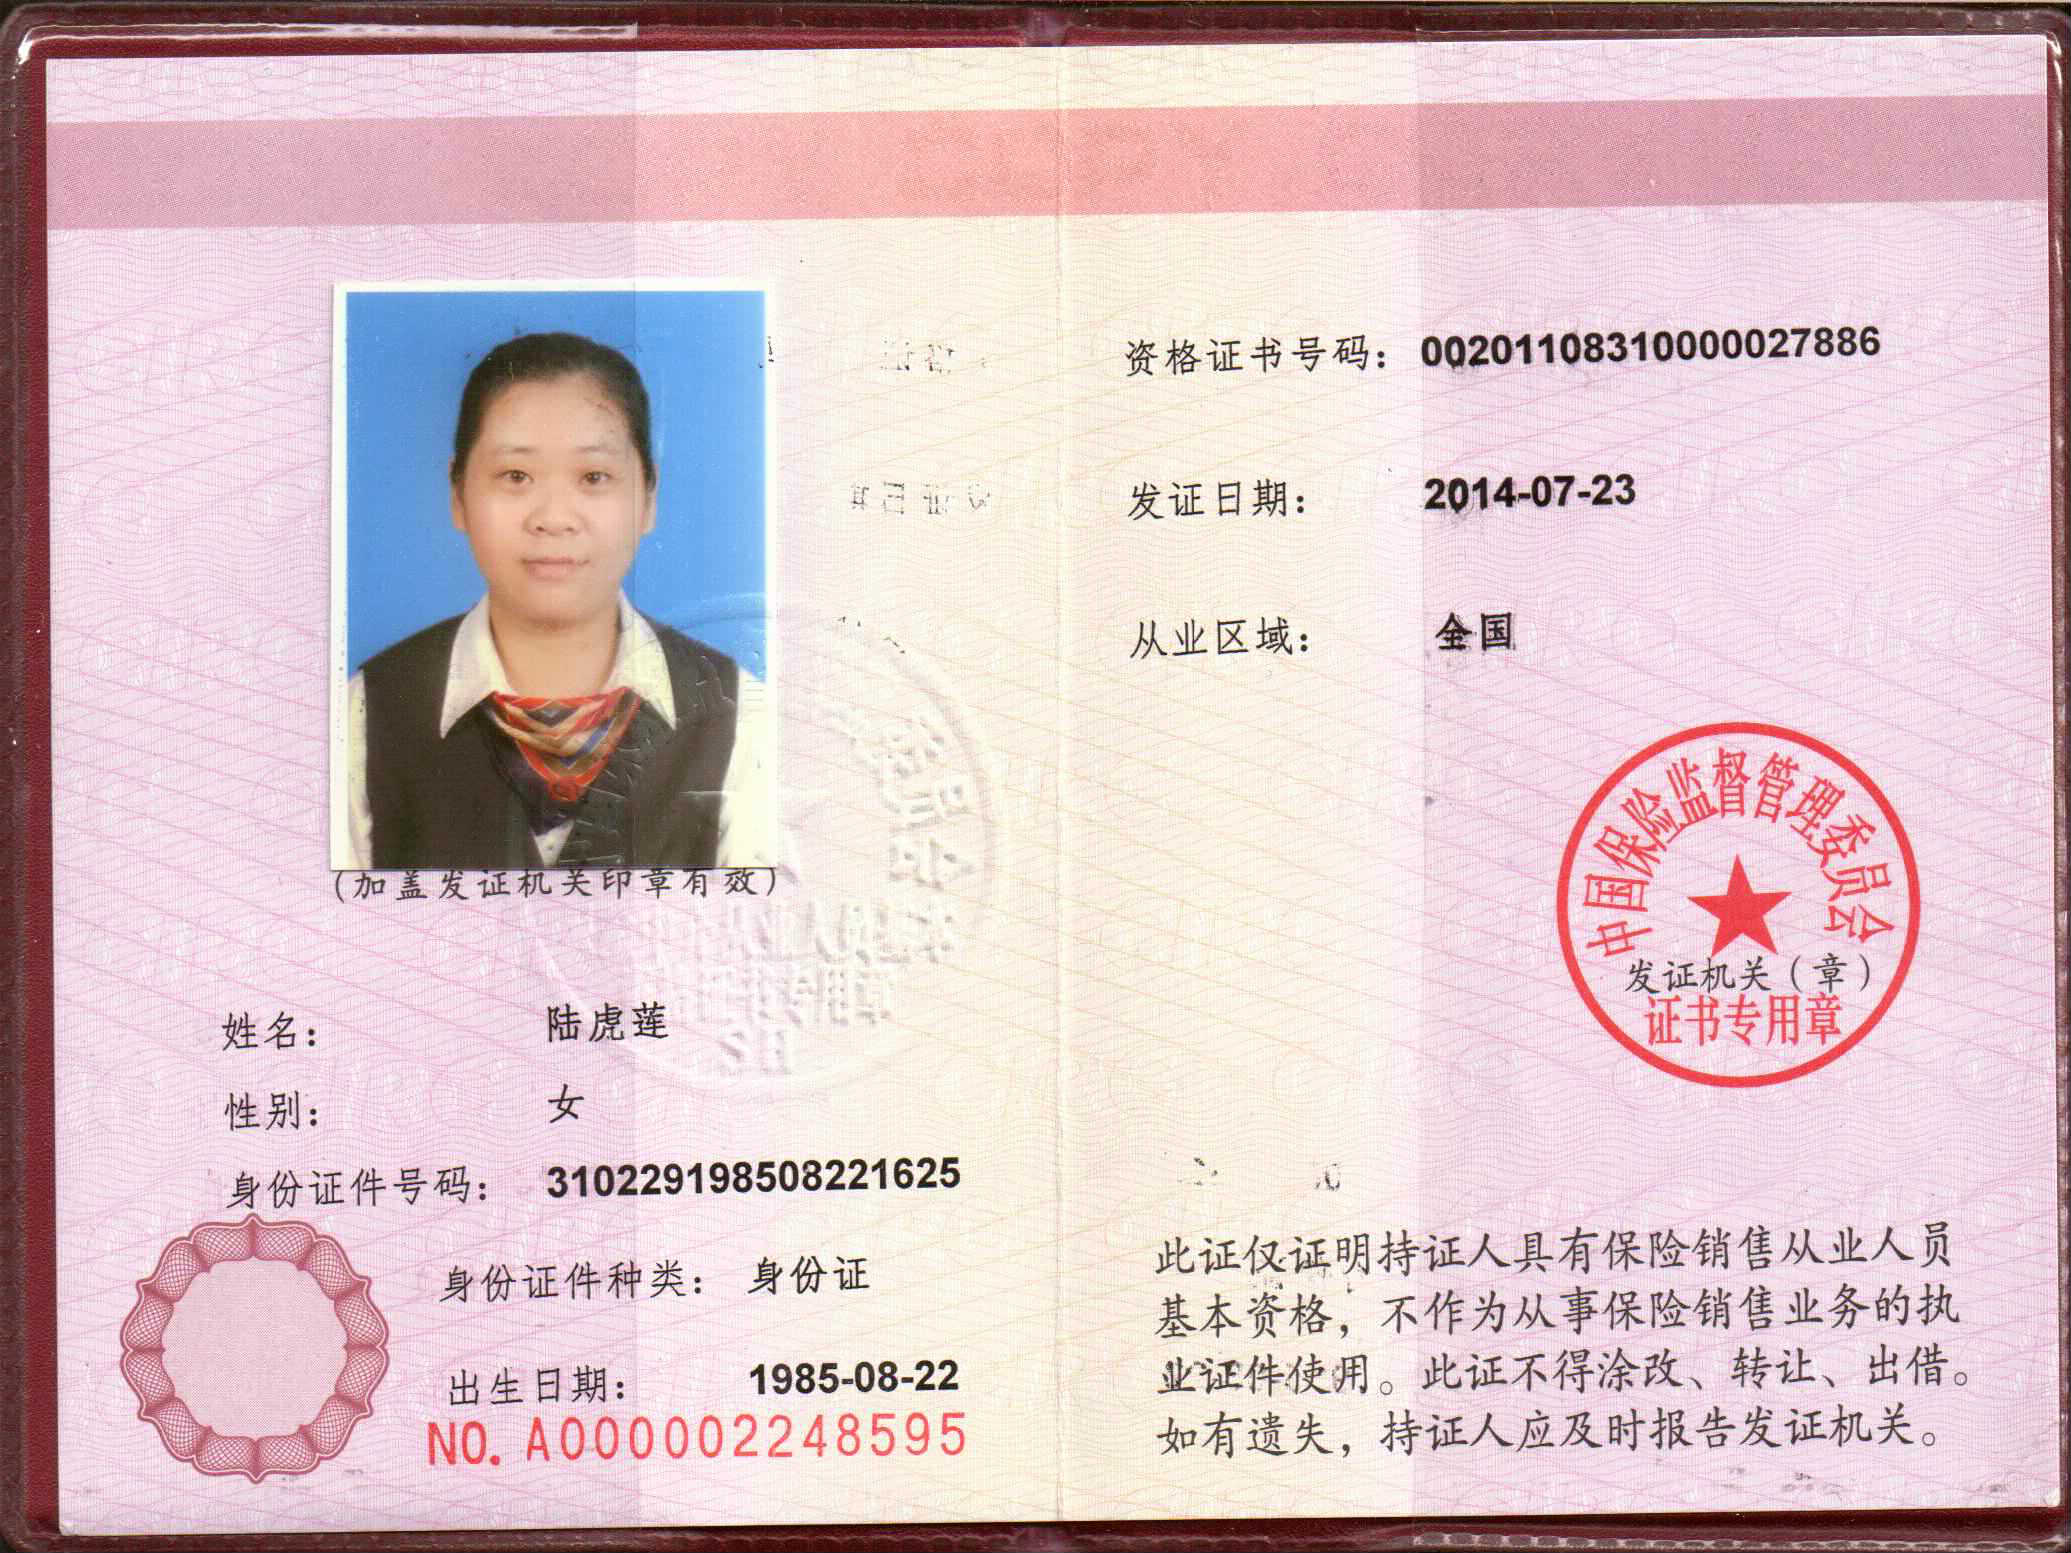 (加盖发证机关印章有效)
姓名： 陆虎莲
性别： 女
身份证件号码： 310229198508221625
身份证件种类： 身份证
出生日期： 1985-08-22
NO. A000002248595
资格证书号码： 00201108310000027886
发证日期： 2014-07-23
从业区域： 全国
中国保险监督管理委员会
发证机关（章）
证书专用章
此证仅证明持证人具有保险销售从业人员
基本资格，不作为从事保险销售业务的执
业证件使用。此证不得涂改、转让、出借。
如有遗失，持证人应及时报告发证机关。